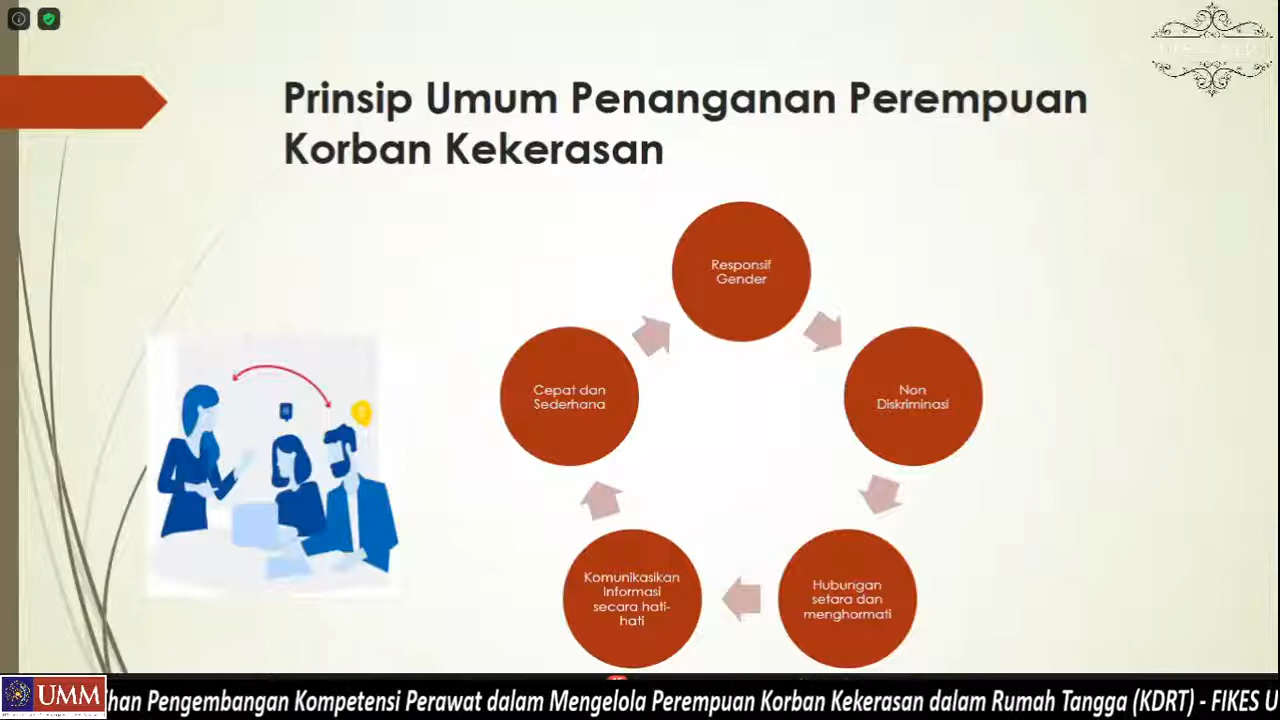 Prinsip Umum Penanganan Perempuan
Korban Kekerasan
Responsif
Gender
Non
Diskriminasi
Hubungan
setara dan
menghormati
Komunikasikan
Informasi
secara hati-
hati
Cepat dan
Sederhana
UMM
han Pengembangan Kompetensi Perawat dalam Mengelola Perempuan Korban Kekerasan dalam Rumah Tangga (KDRT) - FIKES U